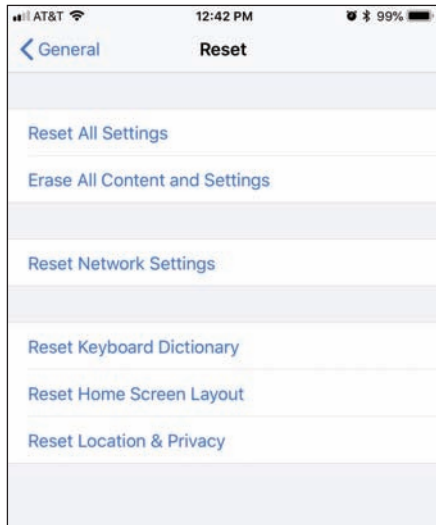 AT&T 12:42 PM 99%
General Reset
Reset All Settings
Erase All Content and Settings
Reset Network Settings
Reset Keyboard Dictionary
Reset Home Screen Layout
Reset Location & Privacy